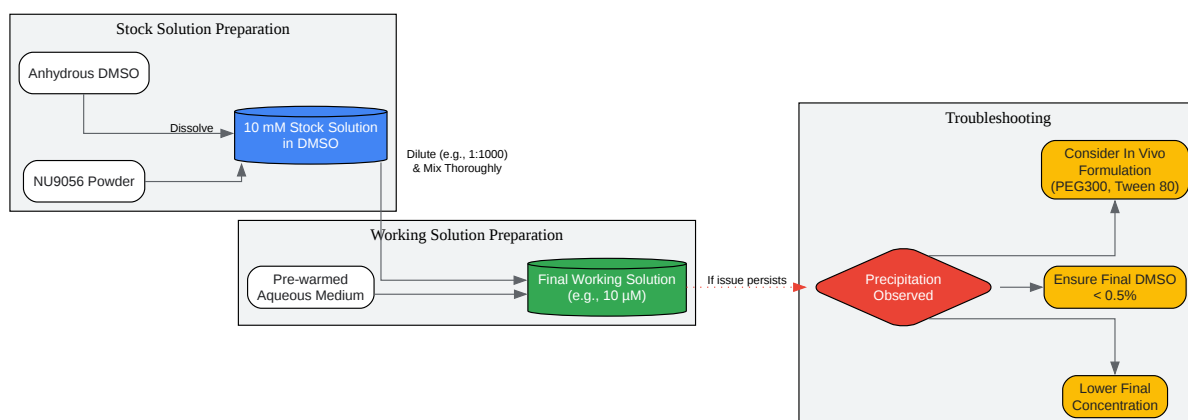 Stock Solution Preparation
Anhydrous DMSO
Dissolve
10 mM Stock Solution
in DMSO
NU9056 Powder
Dilute (e.g., 1:1000)
& Mix Thoroughly
Working Solution Preparation
Pre-warmed
Aqueous Medium
Final Working Solution
(e.g., 10 µM)
If issue persists
Troubleshooting
Precipitation
Observed
Consider In Vivo
Formulation
(PEG300, Tween 80)
Ensure Final DMSO
< 0.5%
Lower Final
Concentration